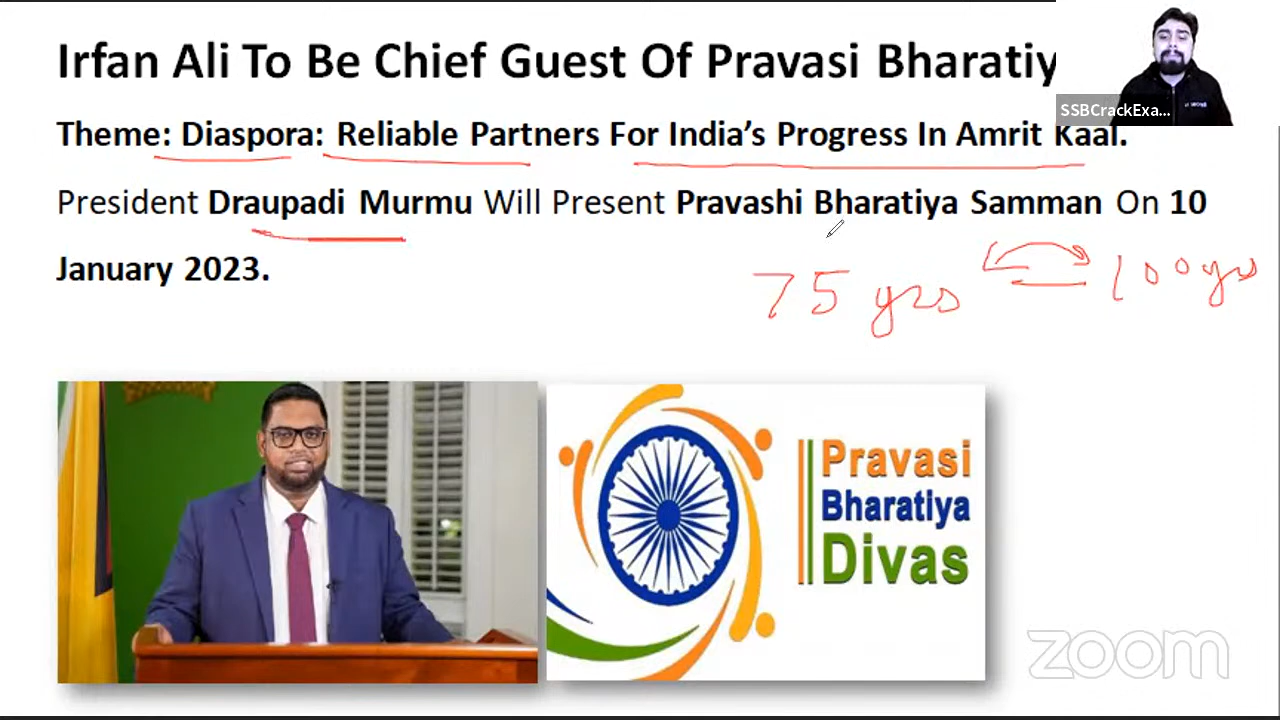 Irfan Ali To Be Chief Guest Of Pravasi Bharatiy
SSBCrackExa...
Theme: Diaspora: Reliable Partners For India's Progress In Amrit Kaal.
President Draupadi Murmu Will Present Pravashi Bharatiya Samman On 10
January 2023.
75 yrs
100 yrs
Pravasi
Bharatiya
Divas
zoom